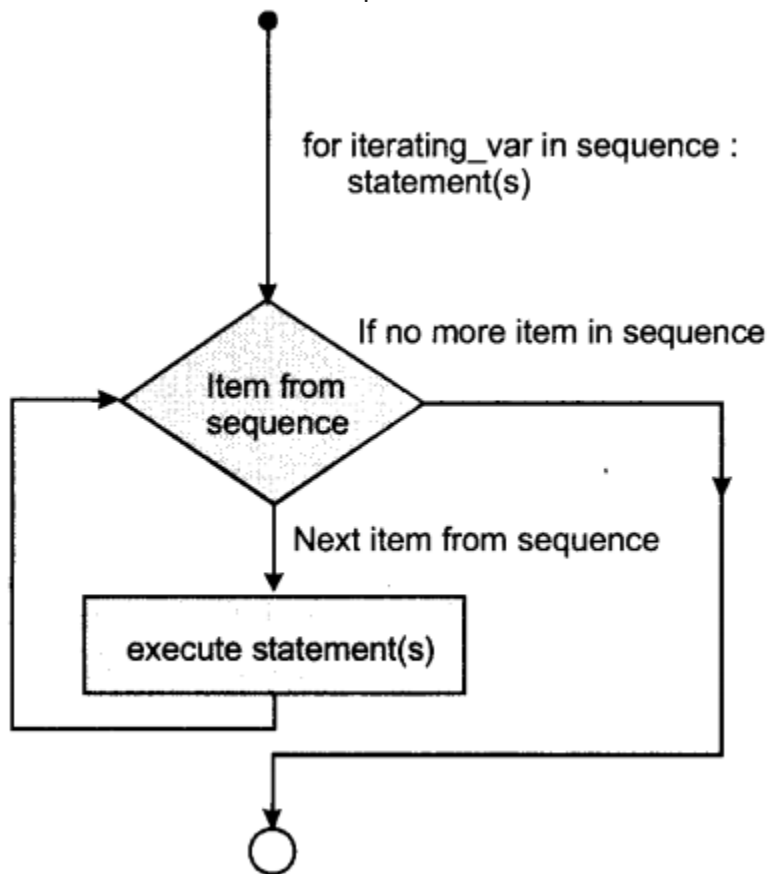 for iterating_var in sequence :
statement(s)
If no more item in sequence
Item from
sequence
Next item from sequence
execute statement(s)